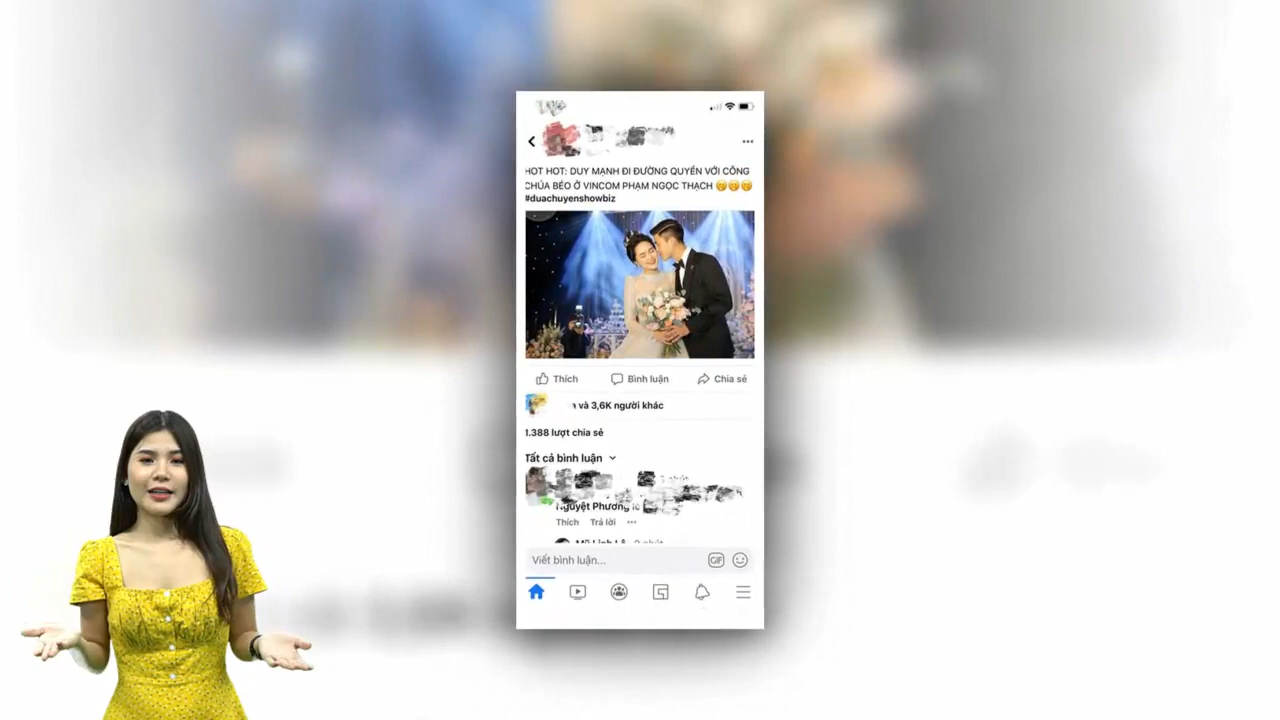 HOT HOT: DUY MẠNH ĐI ĐƯỜNG QUYỀN VỚI CÔNG
CHÚA BÉO Ở VINCOM PHẠM NGỌC THẠCH
#duachuyenshowbiz
Thích Bình luận Chia sẻ
và 3,6K người khác
1.388 lượt chia sẻ
Tất cả bình luận
Nguyệt Phương
Thích Trả lời
Viết bình luận...
GIF